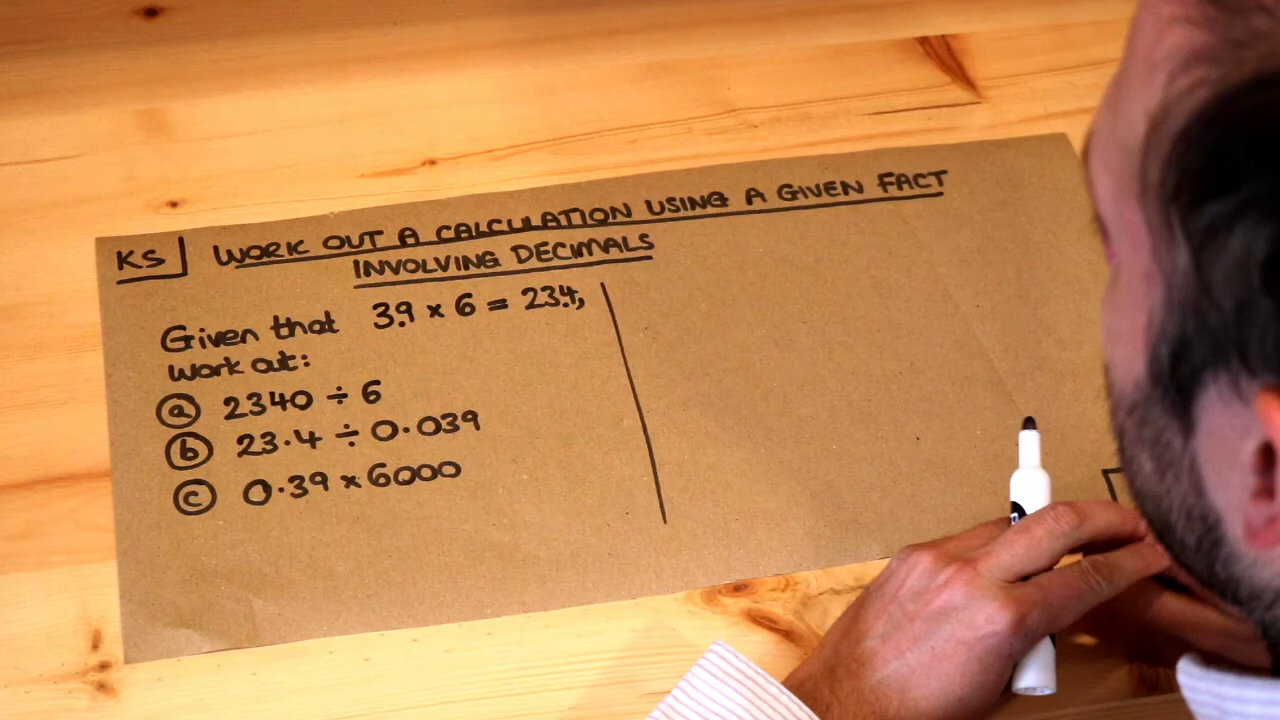 KS WORK OUT A CALCULATION USING A GIVEN FACT
INVOLVING DECIMALS
Given that 3.9 × 6 = 23.4,
work out:
ⓐ 2340 ÷ 6
ⓑ 23.4 ÷ 0.039
ⓒ 0.39 × 6000